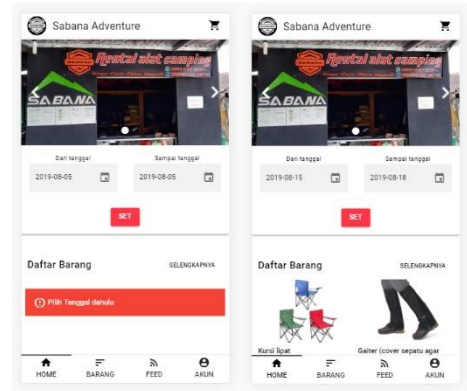 Sabana Adventure
Rental alat camping
SABANA
Dari tanggal
Sampai tanggal
2019-08-05
2019-08-05
SET
Daftar Barang
SELENGKAPNYA
Pilih Tanggal dahulu
HOME
BARANG
FEED
AKUN
Sabana Adventure
Rental alat camping
SABANA
Dari tanggal
Sampai tanggal
2019-08-15
2019-08-18
SET
Daftar Barang
SELENGKAPNYA
Kursi lipat
Gaiter (cover sepatu agar
HOME
BARANG
FEED
AKUN